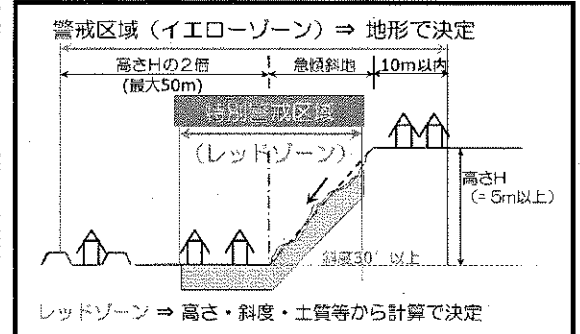 警戒区域（イエローゾーン）⇒ 地形で決定
高さHの2倍
(最大50m)
急傾斜地
10m以内
特別警戒区域
(レッドゾーン)
高さH
(= 5m以上)
斜度30°以上
レッドゾーン ⇒ 高さ・斜度・土質等から計算で決定